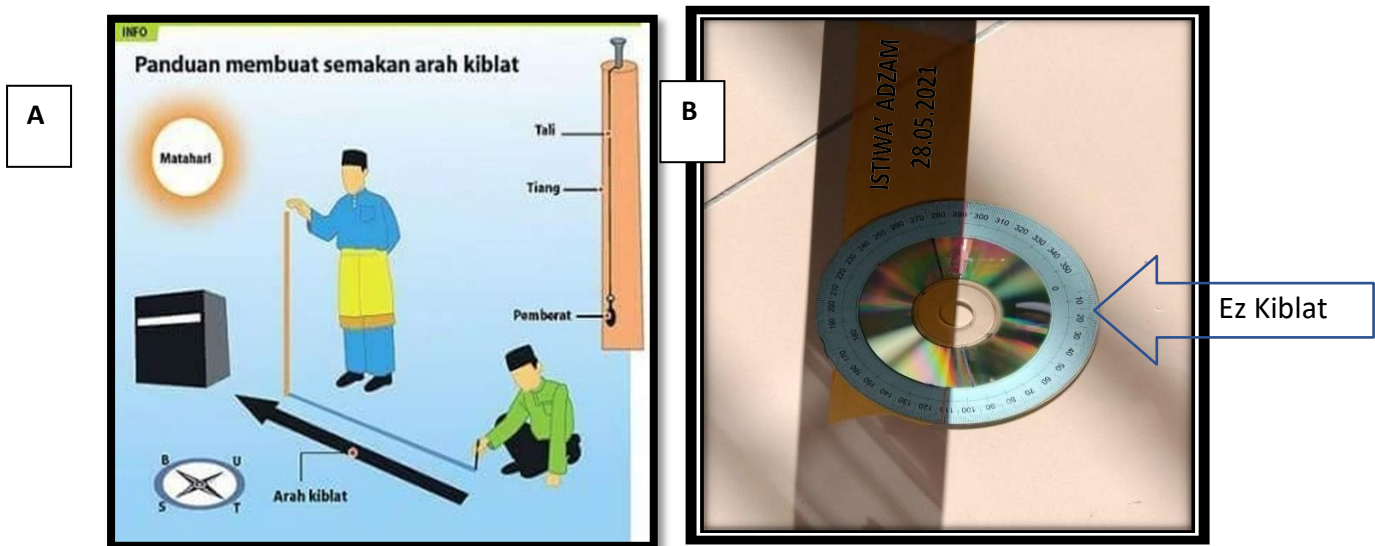 A
INFO
Panduan membuat semakan arah kiblat
Matahari
Tali
Tiang
Pemberat
Arah kiblat
B
U
S
T
B
ISTIWA' ADZAM
28.05.2021
Ez Kiblat